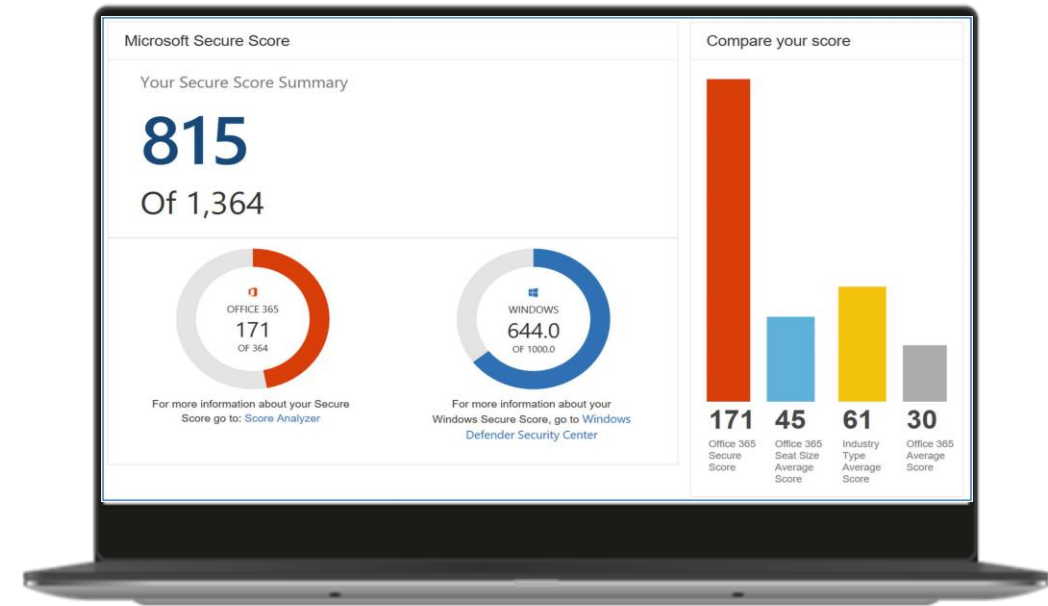 Microsoft Secure Score
Your Secure Score Summary
815
Of 1,364
OFFICE 365
171
OF 364
For more information about your Secure
Score go to: Score Analyzer
WINDOWS
644.0
OF 1000.0
For more information about your
Windows Secure Score, go to Windows
Defender Security Center
Compare your score
171
Office 365
Secure
Score
45
Office 365
Seat Size
Average
Score
61
Industry
Type
Average
Score
30
Office 365
Average
Score